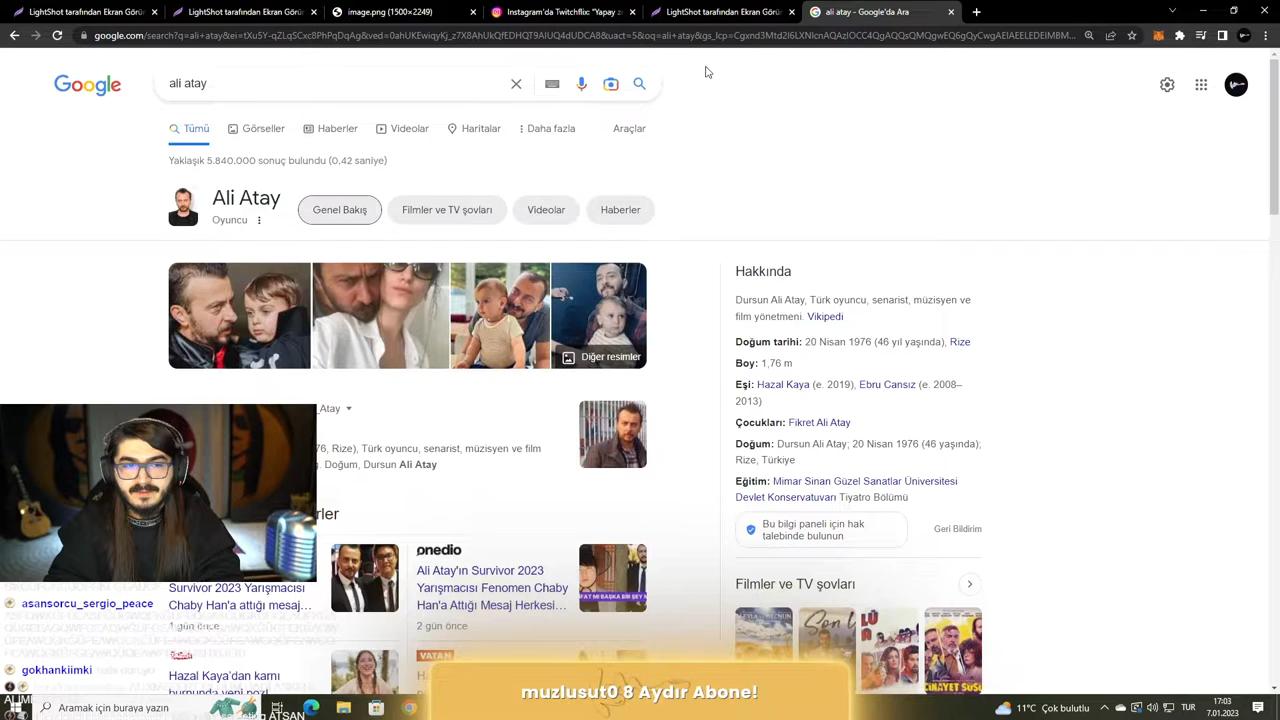 LightShot tarafından Ekran Görün
LightShot tarafından Ekran Görün
image.png (1500×2249)
Instagram'da Twitchflix "Yapay z
LightShot tarafından Ekran Görün
ali atay - Google'da Ara
Google
ali atay
Tümü
Görseller
Haberler
Videolar
Haritalar
Daha fazla
Araçlar
Yaklaşık 5.840.000 sonuç bulundu (0,42 saniye)
Ali Atay
Oyuncu
Genel Bakış
Filmler ve TV şovları
Videolar
Haberler
Diğer resimler
_Atay
76, Rize), Türk oyuncu, senarist, müzisyen ve film
g. Doğum, Dursun Ali Atay
rler
Survivor 2023 Yarışmacısı
Chaby Han'a attığı mesaj...
1 gün önce
onedio
Ali Atay'ın Survivor 2023
Yarışmacısı Fenomen Chaby
Han'a Attığı Mesaj Herkesi...
2 gün önce
Hazal Kaya'dan karnı
burnunda yeni poz!
VATAN
Hakkında
Dursun Ali Atay, Türk oyuncu, senarist, müzisyen ve
film yönetmeni. Vikipedi
Doğum tarihi: 20 Nisan 1976 (46 yıl yaşında), Rize
Boy: 1,76 m
Eşi: Hazal Kaya (e. 2019), Ebru Cansız (e. 2008–
2013)
Çocukları: Fikret Ali Atay
Doğum: Dursun Ali Atay; 20 Nisan 1976 (46 yaşında);
Rize, Türkiye
Eğitim: Mimar Sinan Güzel Sanatlar Üniversitesi
Devlet Konservatuvarı Tiyatro Bölümü
Bu bilgi paneli için hak
talebinde bulunun
Geri Bildirim
Filmler ve TV şovları
asansorcu_sergio_peace
gokhankiimki
muzlusut0 8 Aydır Abone!
Aramak için buraya yazın
ATSAN
11°C Çok bulutlu
TUR
17:03
7.01.2023